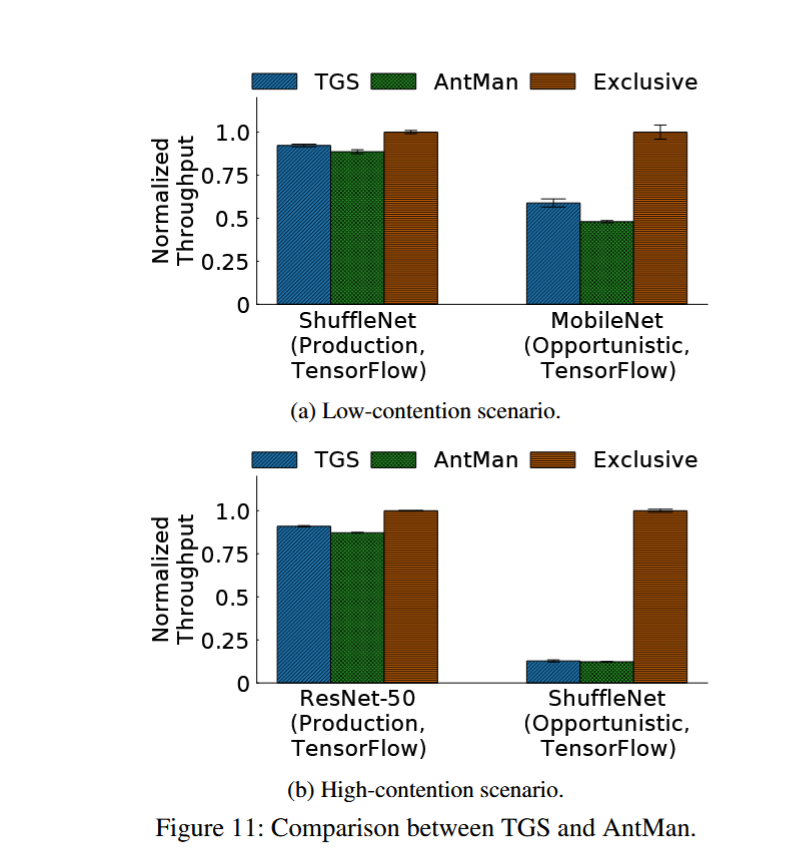 TGS AntMan Exclusive
Normalized
Throughput
1.0
0.75
0.5
0.25
0
ShuffleNet
(Production,
TensorFlow)
MobileNet
(Opportunistic,
TensorFlow)
(a) Low-contention scenario.
TGS AntMan Exclusive
Normalized
Throughput
1.0
0.75
0.5
0.25
0
ResNet-50
(Production,
TensorFlow)
ShuffleNet
(Opportunistic,
TensorFlow)
(b) High-contention scenario.
Figure 11: Comparison between TGS and AntMan.